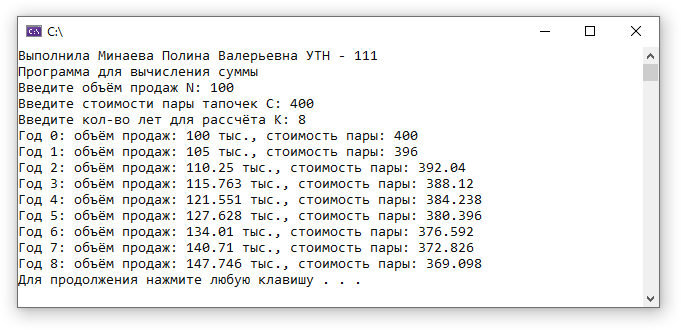 C:\
Выполнила Минаева Полина Валерьевна УТН - 111
Программа для вычисления суммы
Введите объём продаж N: 100
Введите стоимости пары тапочек C: 400
Введите кол-во лет для рассчёта K: 8
Год 0: объём продаж: 100 тыс., стоимость пары: 400
Год 1: объём продаж: 105 тыс., стоимость пары: 396
Год 2: объём продаж: 110.25 тыс., стоимость пары: 392.04
Год 3: объём продаж: 115.763 тыс., стоимость пары: 388.12
Год 4: объём продаж: 121.551 тыс., стоимость пары: 384.238
Год 5: объём продаж: 127.628 тыс., стоимость пары: 380.396
Год 6: объём продаж: 134.01 тыс., стоимость пары: 376.592
Год 7: объём продаж: 140.71 тыс., стоимость пары: 372.826
Год 8: объём продаж: 147.746 тыс., стоимость пары: 369.098
Для продолжения нажмите любую клавишу . . .